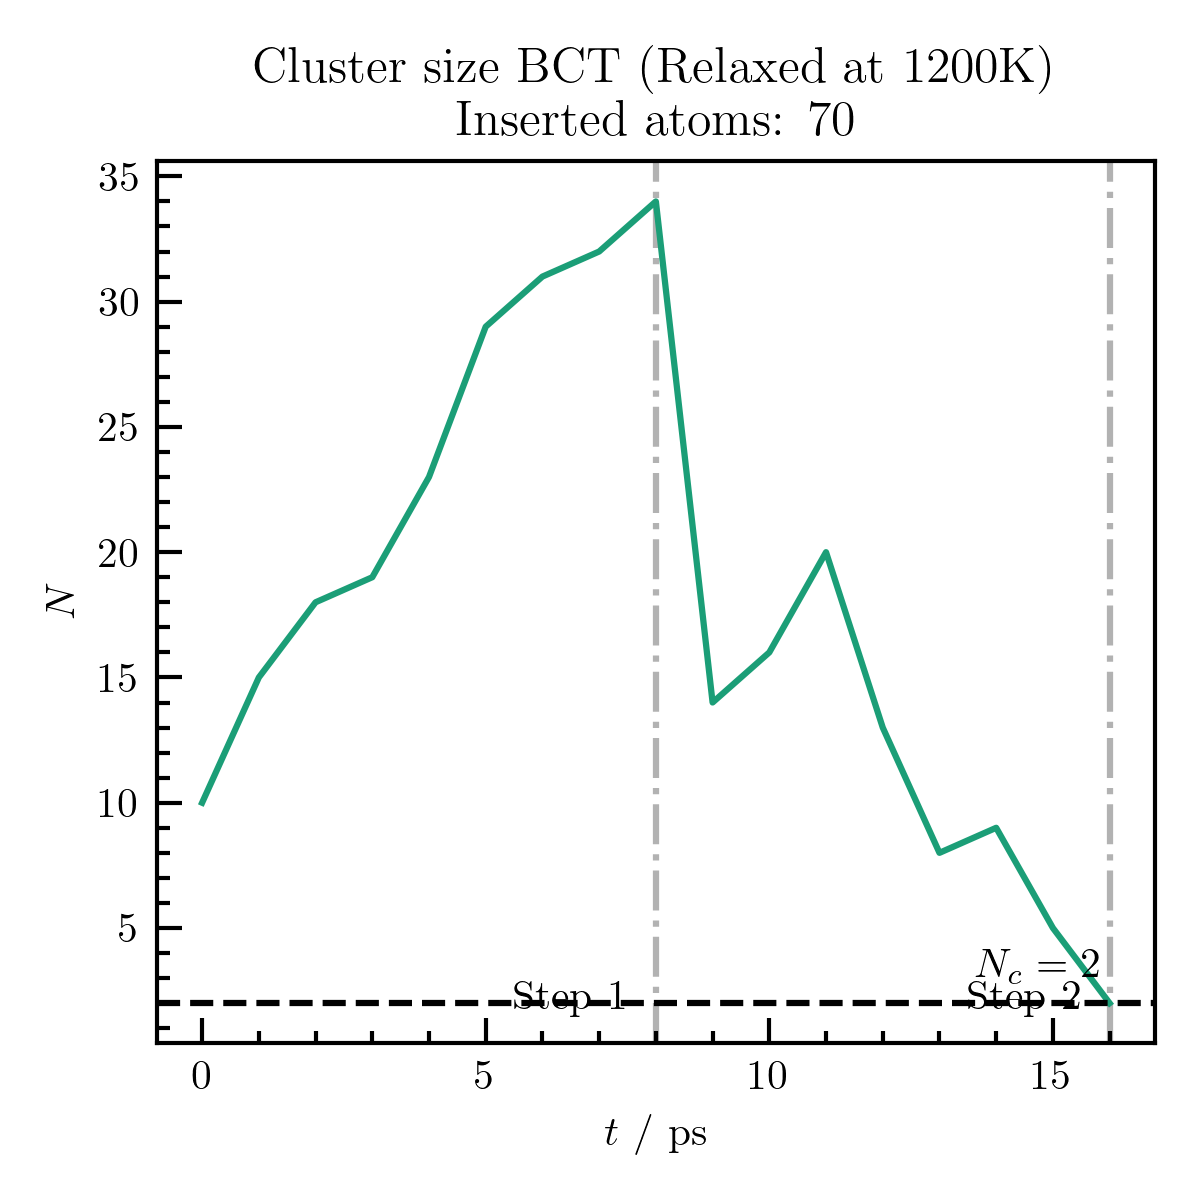 Cluster size BCT (Relaxed at 1200K)
Inserted atoms: 70
35
30
25
20
15
10
5
N
N_c = 2
Step 1
Step 2
0
5
10
15
t / ps